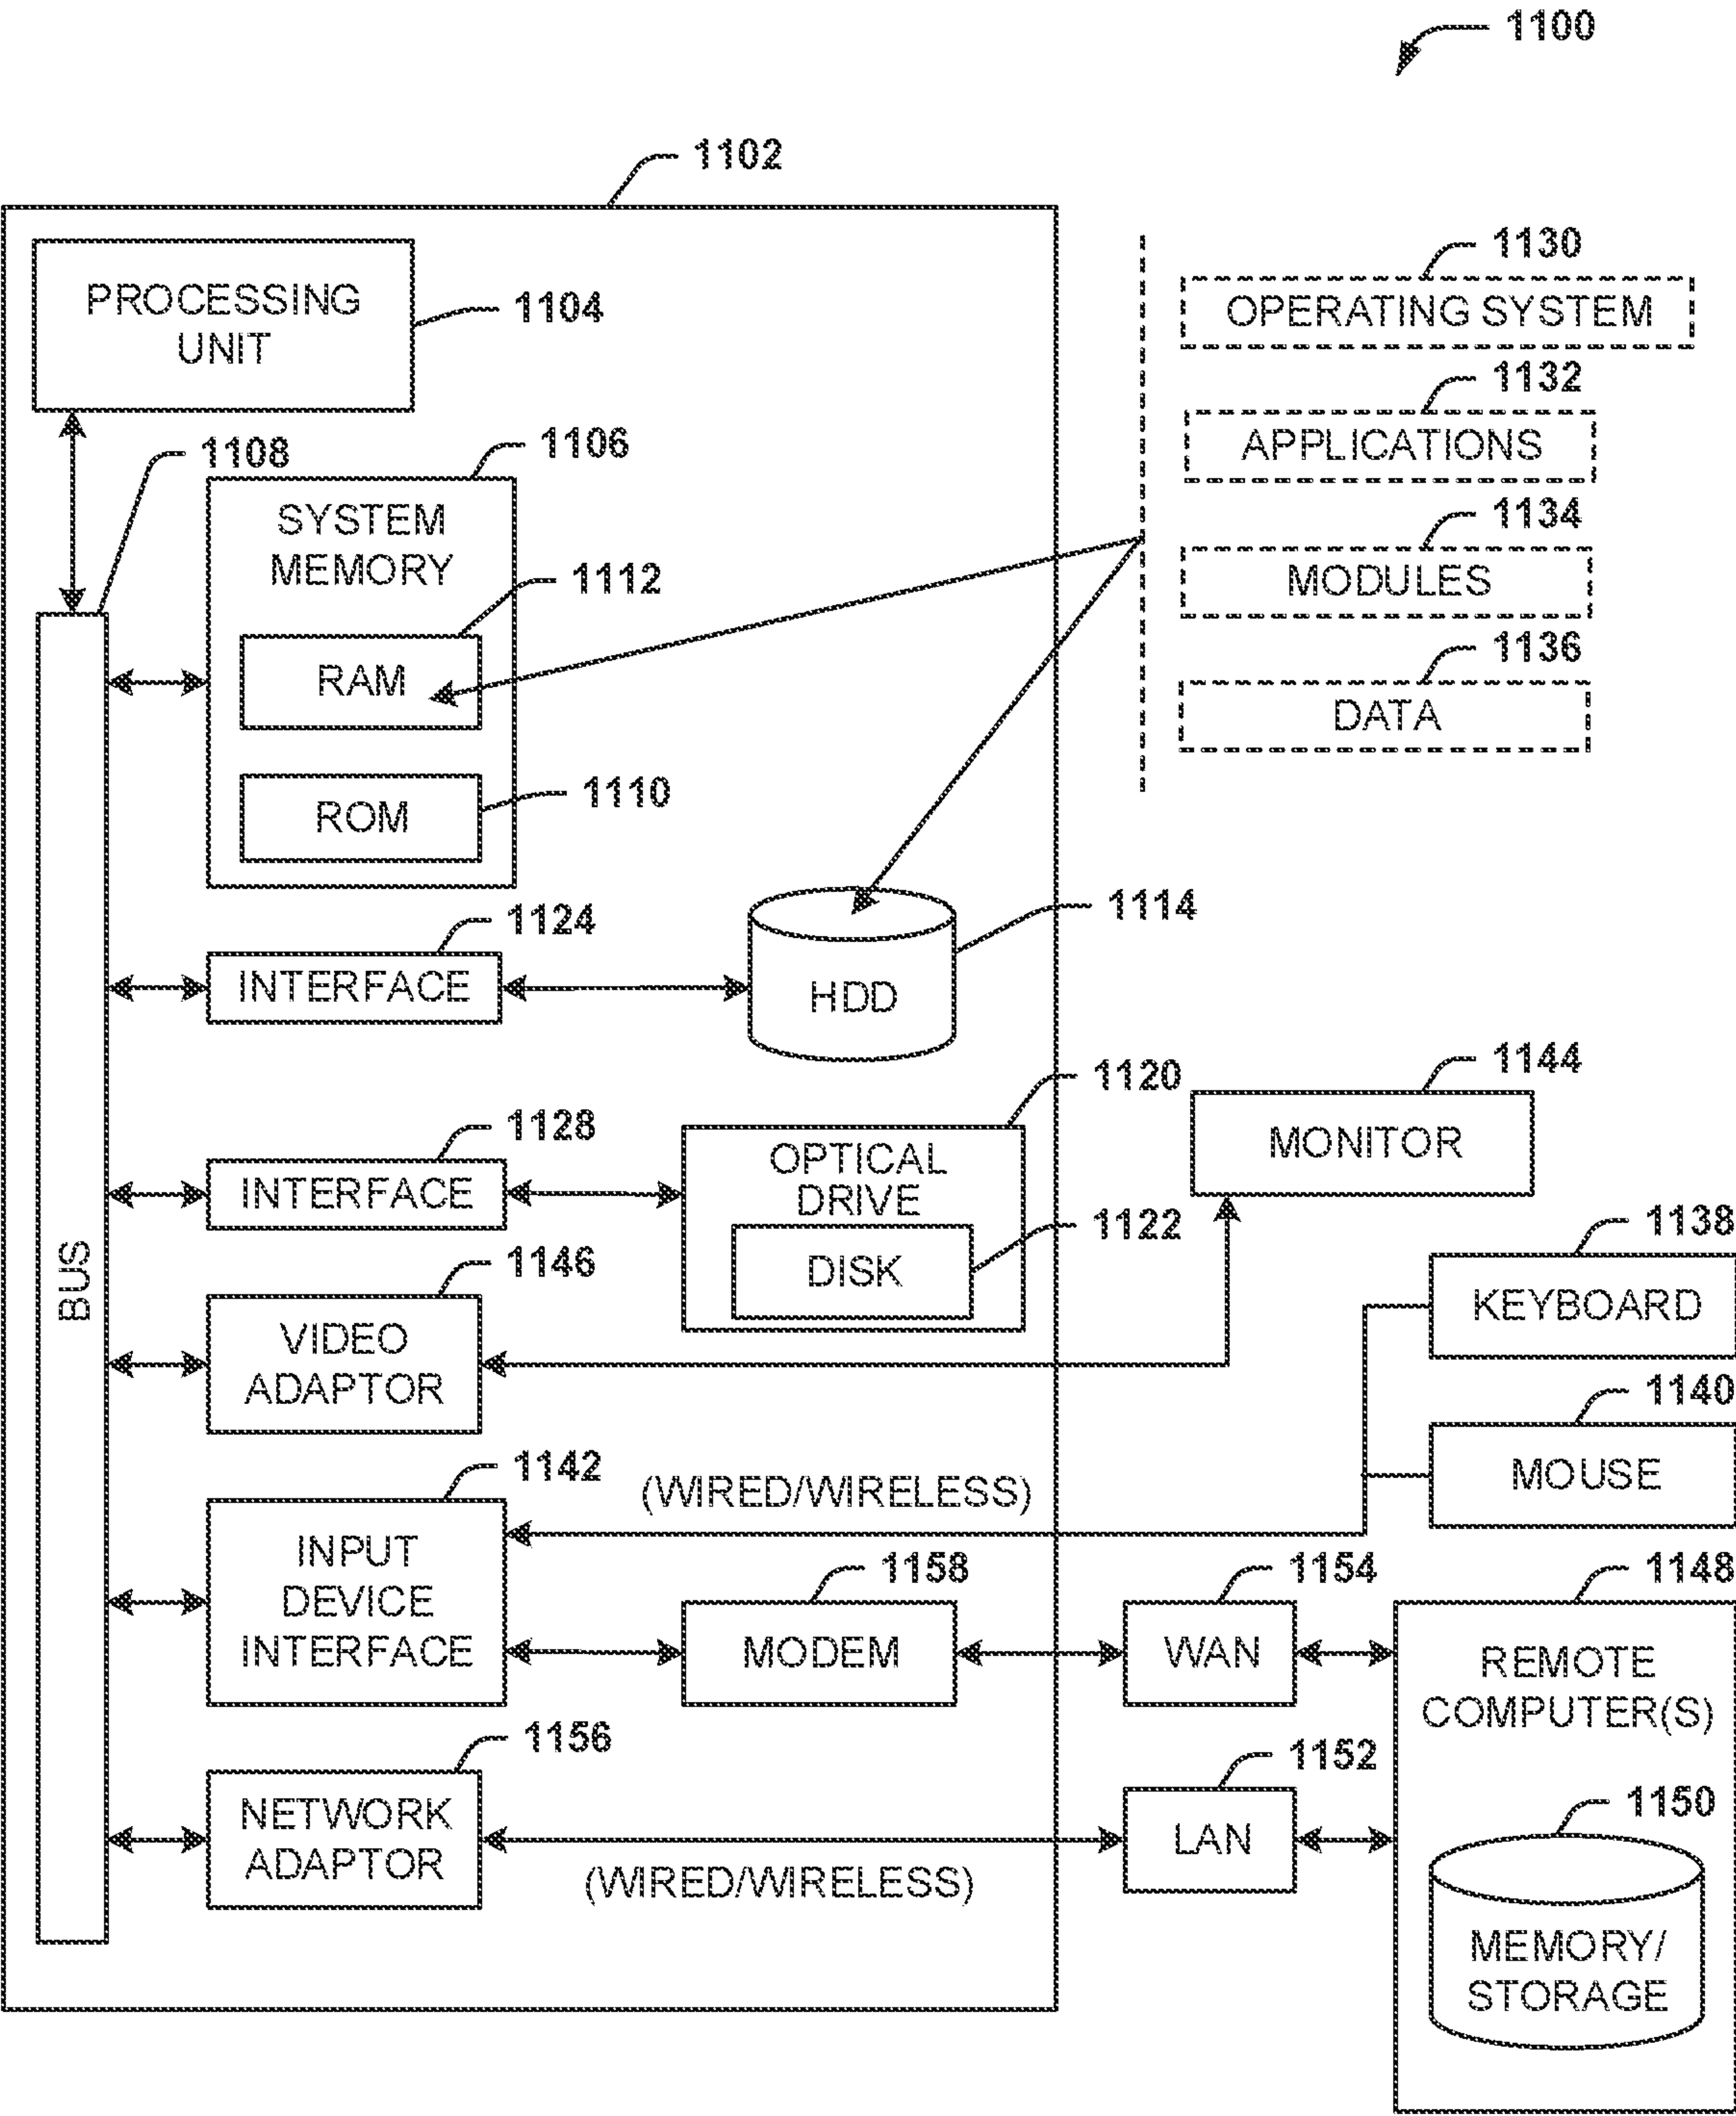 1100
1102
PROCESSING
UNIT
1104
1130
OPERATING SYSTEM
1132
APPLICATIONS
1134
MODULES
1136
DATA
1108
1106
SYSTEM
MEMORY
1112
RAM
1110
ROM
1124
INTERFACE
1114
HDD
1120
1128
INTERFACE
OPTICAL
DRIVE
1122
DISK
1144
MONITOR
BUS
1146
VIDEO
ADAPTOR
1138
KEYBOARD
1140
MOUSE
1142
(WIRED/WIRELESS)
INPUT
DEVICE
INTERFACE
1158
MODEM
1154
WAN
1148
REMOTE
COMPUTER(S)
1156
NETWORK
ADAPTOR
(WIRED/WIRELESS)
1152
LAN
1150
MEMORY/
STORAGE